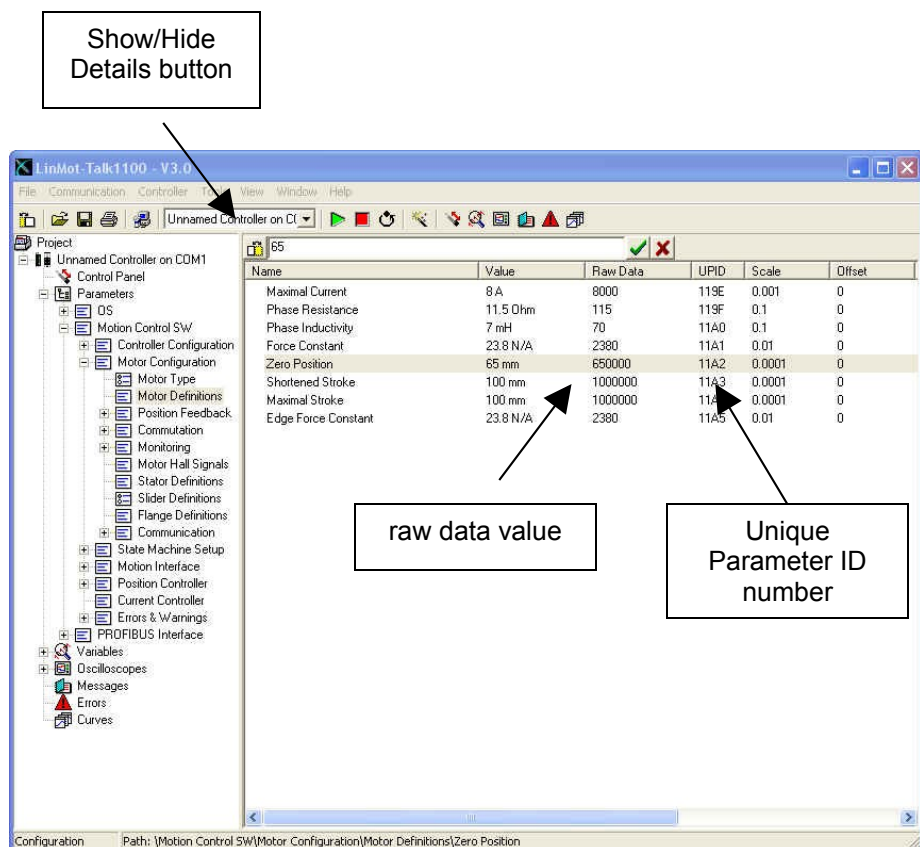 Show/Hide
Details button
LinMot-Talk1100 - V3.0
File Communication Controller Tools View Window Help
Unnamed Controller on C(
Project
Unnamed Controller on COM1
Control Panel
Parameters
OS
Motion Control SW
Controller Configuration
Motor Configuration
Motor Type
Motor Definitions
Position Feedback
Commutation
Monitoring
Motor Hall Signals
Stator Definitions
Slider Definitions
Flange Definitions
Communication
State Machine Setup
Motion Interface
Position Controller
Current Controller
Errors & Warnings
PROFIBUS Interface
Variables
Oscilloscopes
Messages
Errors
Curves
65
Name Value Raw Data UPID Scale Offset
Maximal Current 8 A 8000 119E 0.001 0
Phase Resistance 11.5 Ohm 115 119F 0.1 0
Phase Inductivity 7 mH 70 11A0 0.1 0
Force Constant 23.8 N/A 2380 11A1 0.01 0
Zero Position 65 mm 650000 11A2 0.0001 0
Shortened Stroke 100 mm 1000000 11A3 0.0001 0
Maximal Stroke 100 mm 1000000 0.0001 0
Edge Force Constant 23.8 N/A 2380 11A5 0.01 0
raw data value
Unique
Parameter ID
number
Configuration Path: \Motion Control SW\Motor Configuration\Motor Definitions\Zero Position